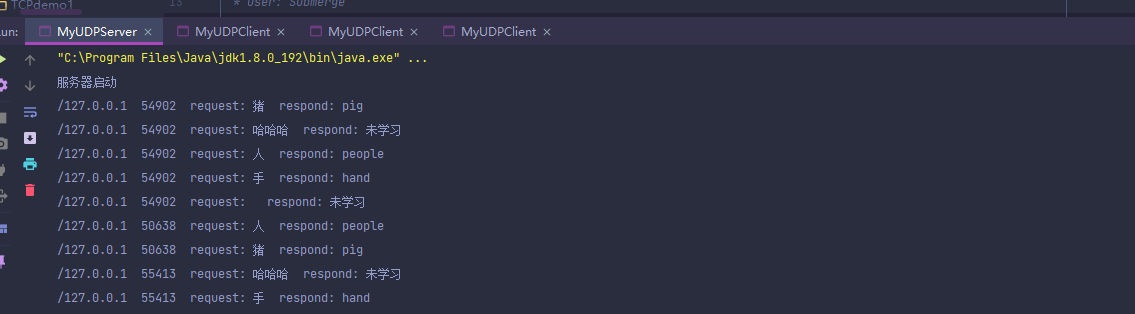 TCPdemo1 13 # User: Submerge
un: MyUDPServer × MyUDPClient × MyUDPClient × MyUDPClient ×
"C:\Program Files\Java\jdk1.8.0_192\bin\java.exe" ...
服务器启动
/127.0.0.1 54902 request: 猪 respond: pig
/127.0.0.1 54902 request: 哈哈哈 respond: 未学习
/127.0.0.1 54902 request: 人 respond: people
/127.0.0.1 54902 request: 手 respond: hand
/127.0.0.1 54902 request: respond: 未学习
/127.0.0.1 50638 request: 人 respond: people
/127.0.0.1 50638 request: 猪 respond: pig
/127.0.0.1 55413 request: 哈哈哈 respond: 未学习
/127.0.0.1 55413 request: 手 respond: hand